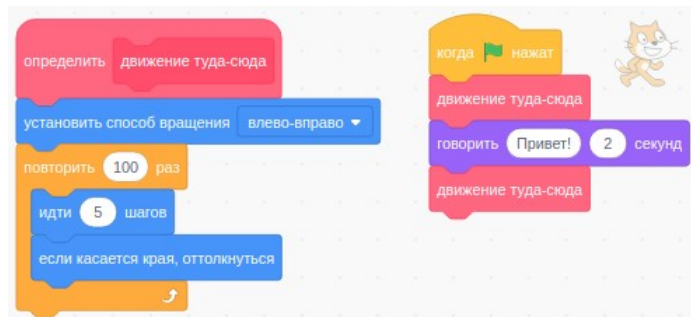 определить движение туда-сюда
установить способ вращения влево-вправо
повторить 100 раз
идти 5 шагов
если касается края, оттолкнуться
когда нажат
движение туда-сюда
говорить Привет! 2 секунд
движение туда-сюда